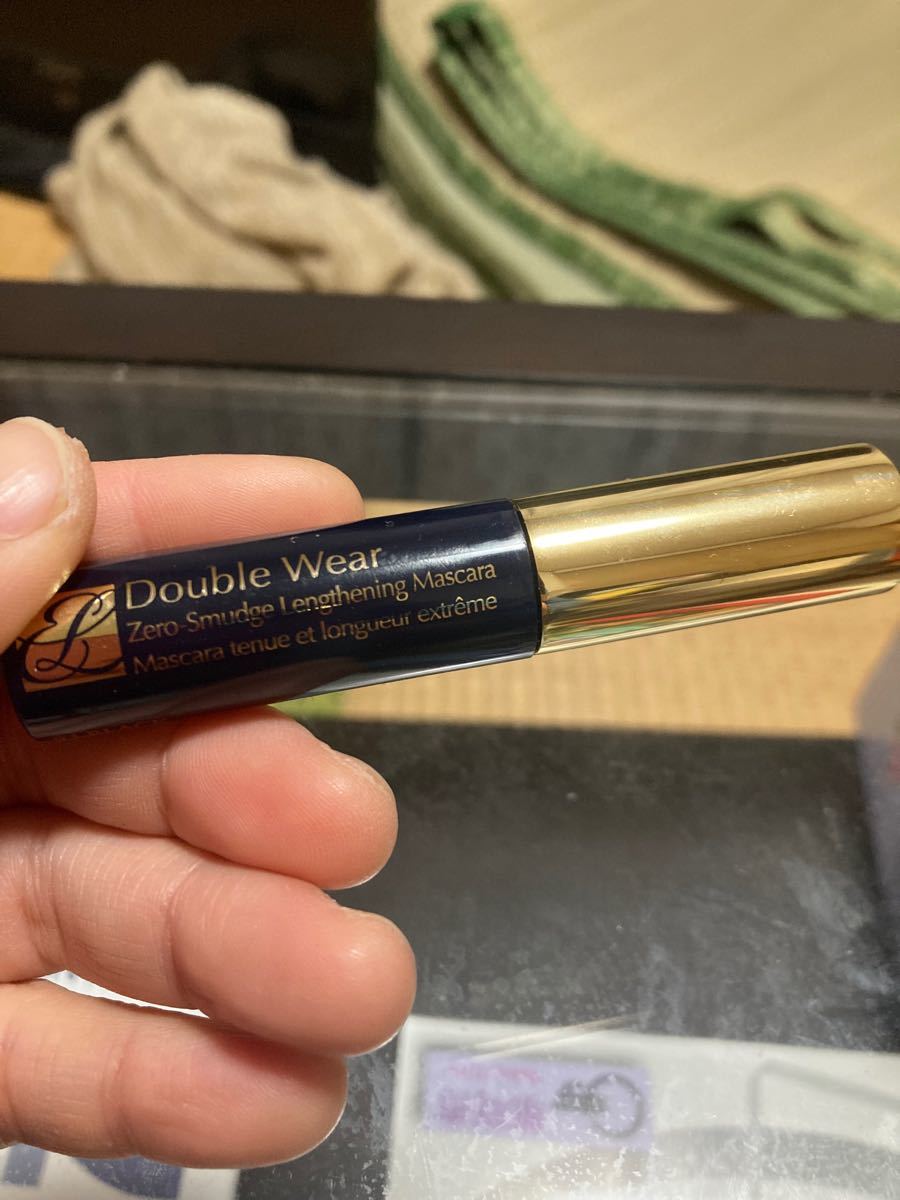 Double Wear
Zero-Smudge Lengthening Mascara
Mascara tenue et longueur extrême